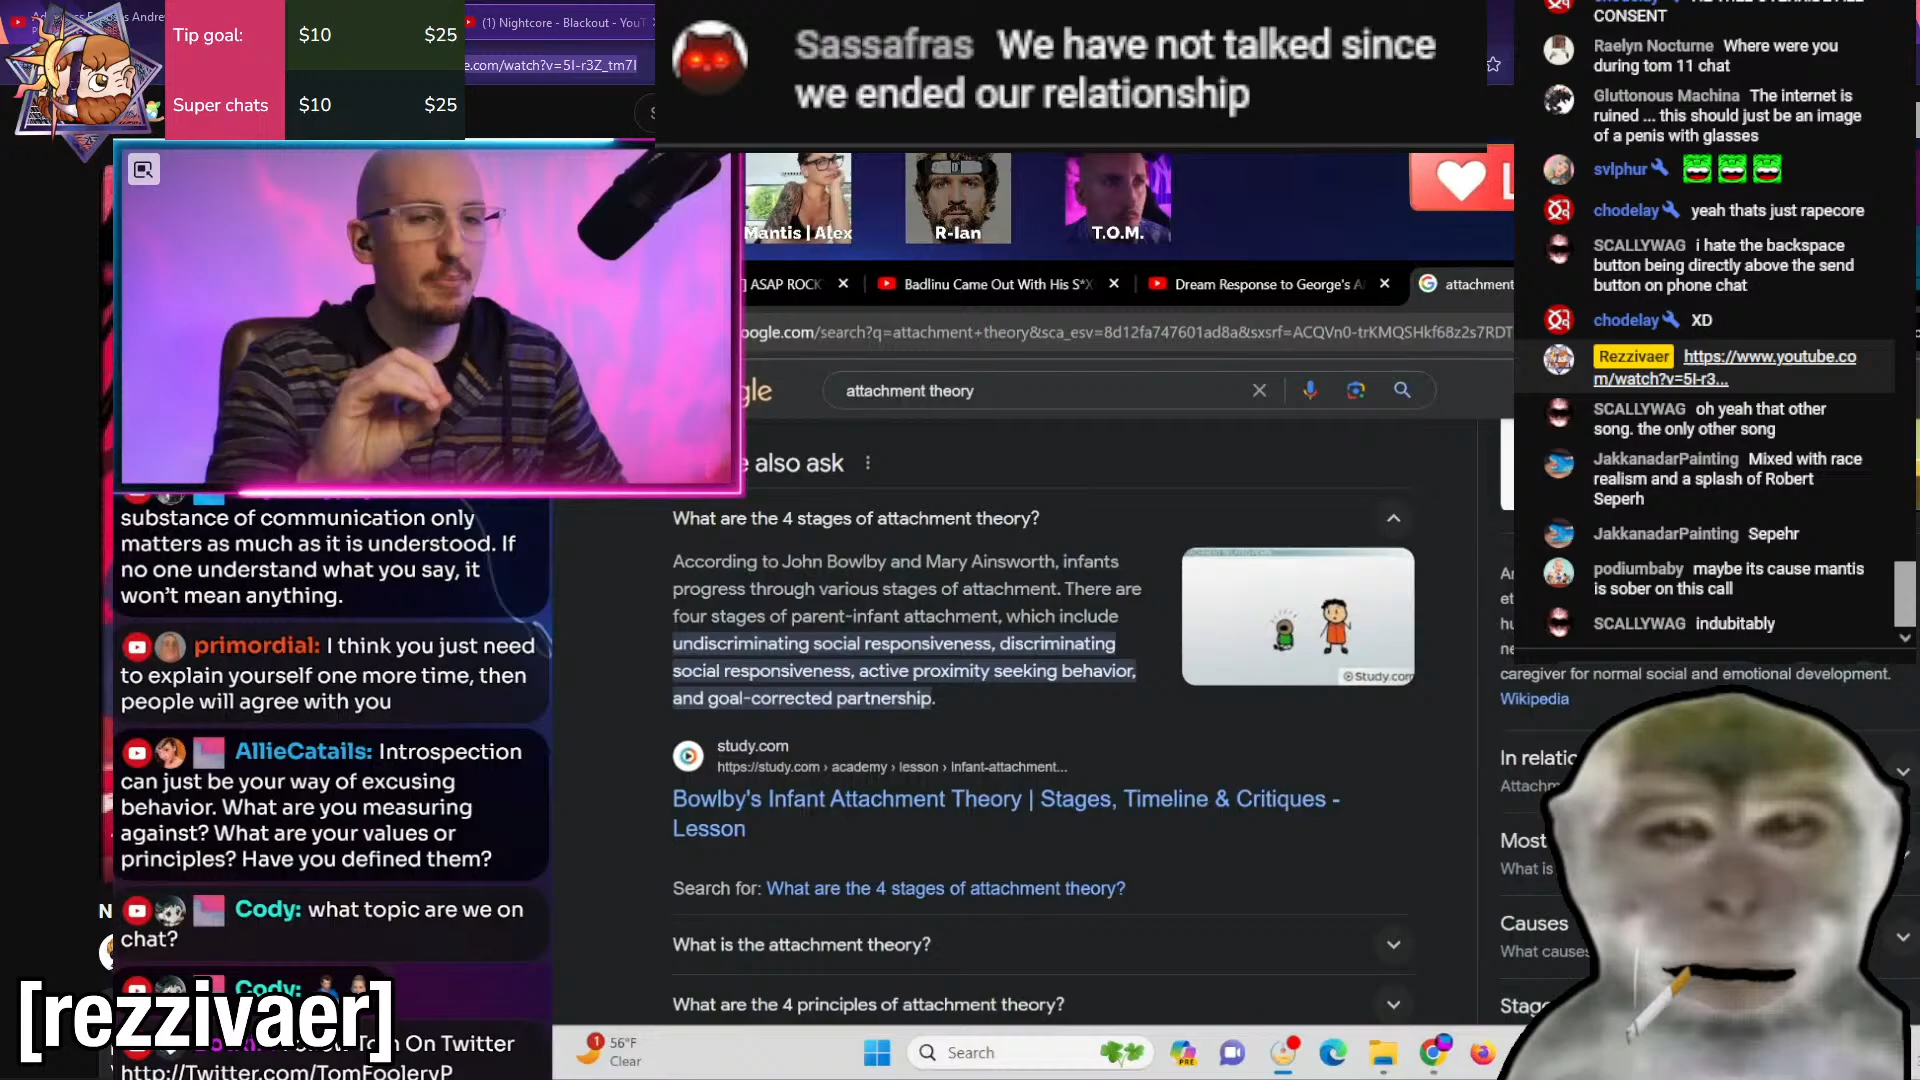 Tip goal: $10 $25
Super chats $10 $25
(1) Nightcore - Blackout - YouT
e.com/watch?v=5I-r3Z_tm7I
Sassafras We have not talked since
we ended our relationship
Mantis | Alex
R-Ian
T.O.M.
] ASAP ROCK
Badlinu Came Out With His S*X
Dream Response to George's A
attachment
oogle.com/search?q=attachment+theory&sca_esv=8d12fa747601ad8a&sxsrf=ACQVn0-trKMQSHkf68z2s7RDT
gle
attachment theory
e also ask
What are the 4 stages of attachment theory?
According to John Bowlby and Mary Ainsworth, infants
progress through various stages of attachment. There are
four stages of parent-infant attachment, which include
undiscriminating social responsiveness, discriminating
social responsiveness, active proximity seeking behavior,
and goal-corrected partnership.
Study.com
study.com
https://study.com › academy › lesson › infant-attachment...
Bowlby's Infant Attachment Theory | Stages, Timeline & Critiques -
Lesson
Search for: What are the 4 stages of attachment theory?
What is the attachment theory?
What are the 4 principles of attachment theory?
caregiver for normal social and emotional development.
Wikipedia
In relatio
Attachm
Most
What is
Causes
What causes
Stag
substance of communication only
matters as much as it is understood. If
no one understand what you say, it
won't mean anything.
primordial: I think you just need
to explain yourself one more time, then
people will agree with you
AllieCatails: Introspection
can just be your way of excusing
behavior. What are you measuring
against? What are your values or
principles? Have you defined them?
Cody: what topic are we on
chat?
Cody:
On Twitter
http://Twitter.com/TomFooleryP
[rezzivaer]
1
56°F
Clear
Search
PRE
CONSENT
Raelyn Nocturne Where were you
during tom 11 chat
Gluttonous Machina The internet is
ruined ... this should just be an image
of a penis with glasses
svlphur
chodelay yeah thats just rapecore
SCALLYWAG i hate the backspace
button being directly above the send
button on phone chat
chodelay XD
Rezzivaer https://www.youtube.co
m/watch?v=5I-r3...
SCALLYWAG oh yeah that other
song. the only other song
JakkanadarPainting Mixed with race
realism and a splash of Robert
Seperh
JakkanadarPainting Sepehr
podiumbaby maybe its cause mantis
is sober on this call
SCALLYWAG indubitably